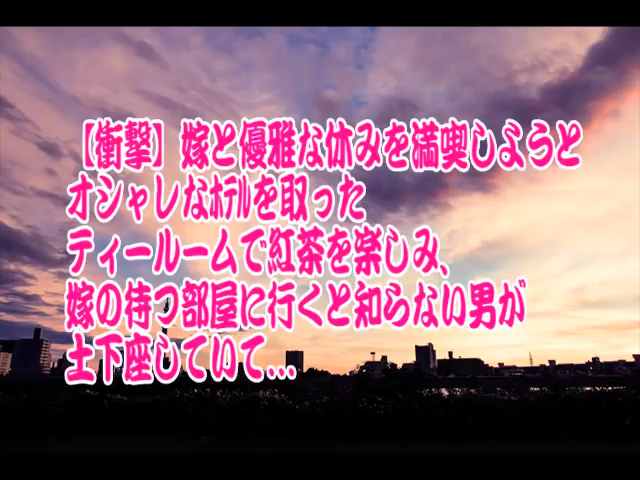 【衝撃】嫁と優雅な休みを満喫しようと
オシャレなﾎﾃﾙを取った
ティールームで紅茶を楽しみ、
嫁の待つ部屋に行くと知らない男が
土下座していて…